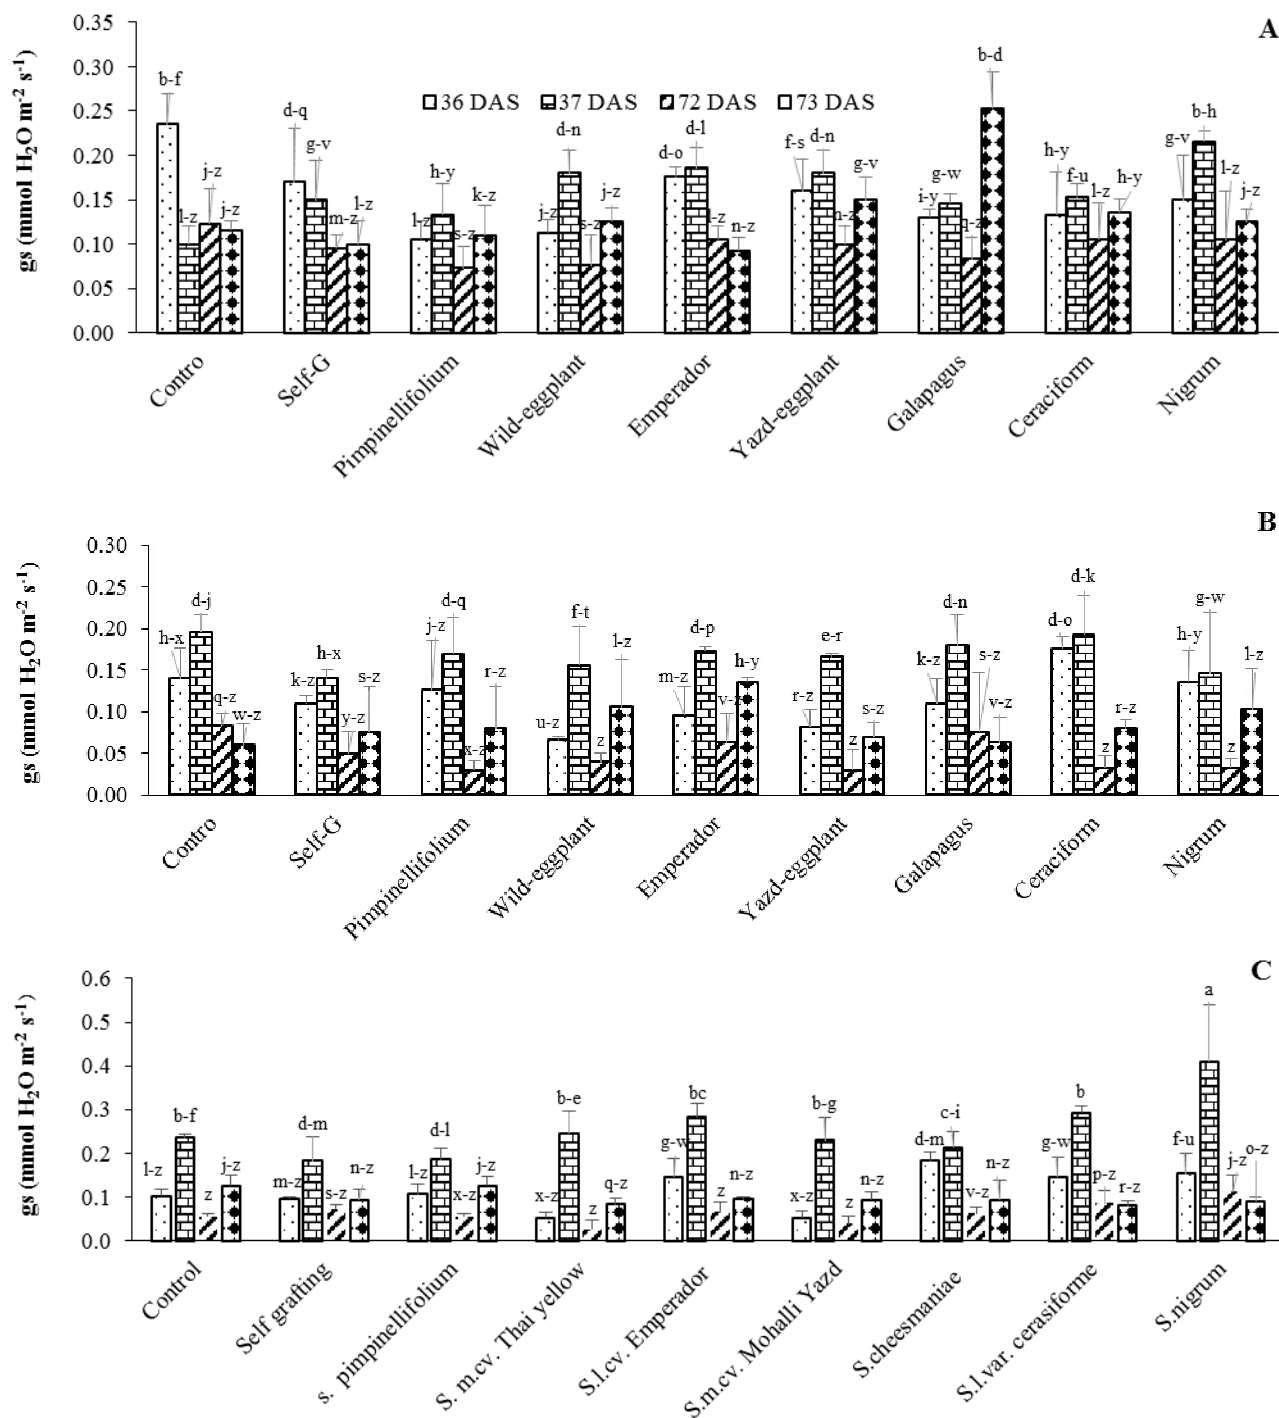 A
gs (mmol H₂O m⁻² s⁻¹)
0.35
0.30
0.25
0.20
0.15
0.10
0.05
0.00
36 DAS 37 DAS 72 DAS 73 DAS
b-f l-z j-z j-z
d-q g-v m-z l-z
l-z h-y s-z k-z
j-z d-n s-z j-z
d-o d-l l-z n-z
f-s d-n n-z g-v
i-y g-w q-z b-d
h-y f-u l-z h-y
g-v b-h l-z j-z
Contro
Self-G
Pimpinellifolium
Wild-eggplant
Emperador
Yazd-eggplant
Galapagus
Ceraciform
Nigrum
B
gs (mmol H₂O m⁻² s⁻¹)
0.30
0.25
0.20
0.15
0.10
0.05
0.00
h-x d-j q-z w-z
k-z h-x y-z s-z
j-z d-q x-z r-z
u-z f-t z l-z
m-z d-p v-z h-y
r-z e-r z s-z
k-z d-n s-z v-z
d-o d-k z r-z
h-y g-w z l-z
Contro
Self-G
Pimpinellifolium
Wild-eggplant
Emperador
Yazd-eggplant
Galapagus
Ceraciform
Nigrum
C
gs (mmol H₂O m⁻² s⁻¹)
0.6
0.5
0.4
0.3
0.2
0.1
0.0
l-z b-f z j-z
m-z d-m s-z n-z
l-z d-l x-z j-z
x-z b-e z q-z
g-w bc z n-z
x-z b-g z n-z
d-m c-i v-z n-z
g-w b p-z r-z
f-u a j-z o-z
Control
Self grafting
s. pimpinellifolium
S. m.cv. Thai yellow
S.l.cv. Emperador
S.m.cv. Mohalli Yazd
S.cheesmaniae
S.l.var. cerasiforme
S.nigrum